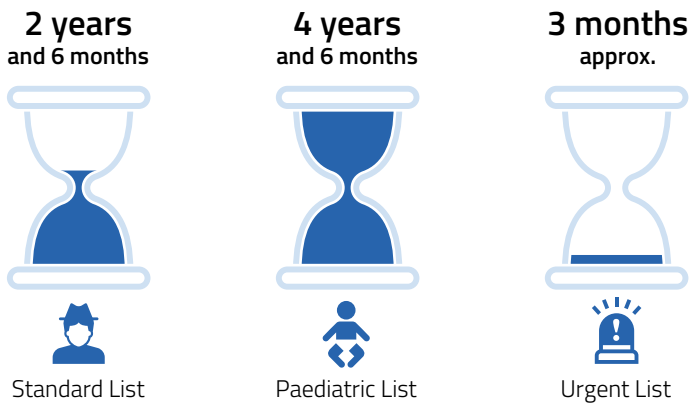 2 years
and 6 months
4 years
and 6 months
3 months
approx.
!
Standard List
Paediatric List
Urgent List